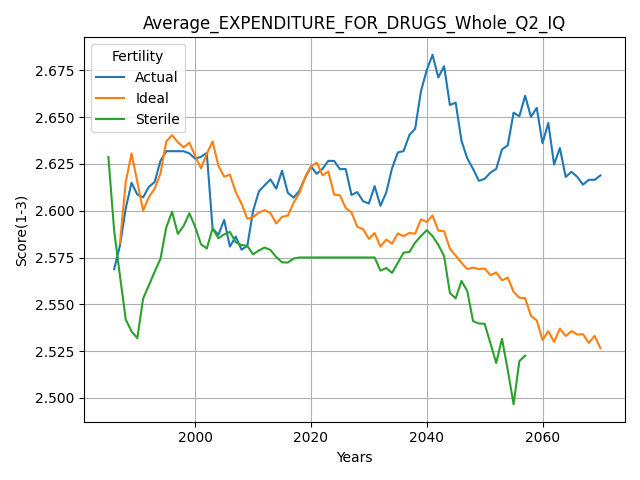 Average_EXPENDITURE_FOR_DRUGS_Whole_Q2_IQ
Fertility
Actual
Ideal
Sterile
Score(1-3)
2.675
2.650
2.625
2.600
2.575
2.550
2.525
2.500
2000
2020
2040
2060
Years